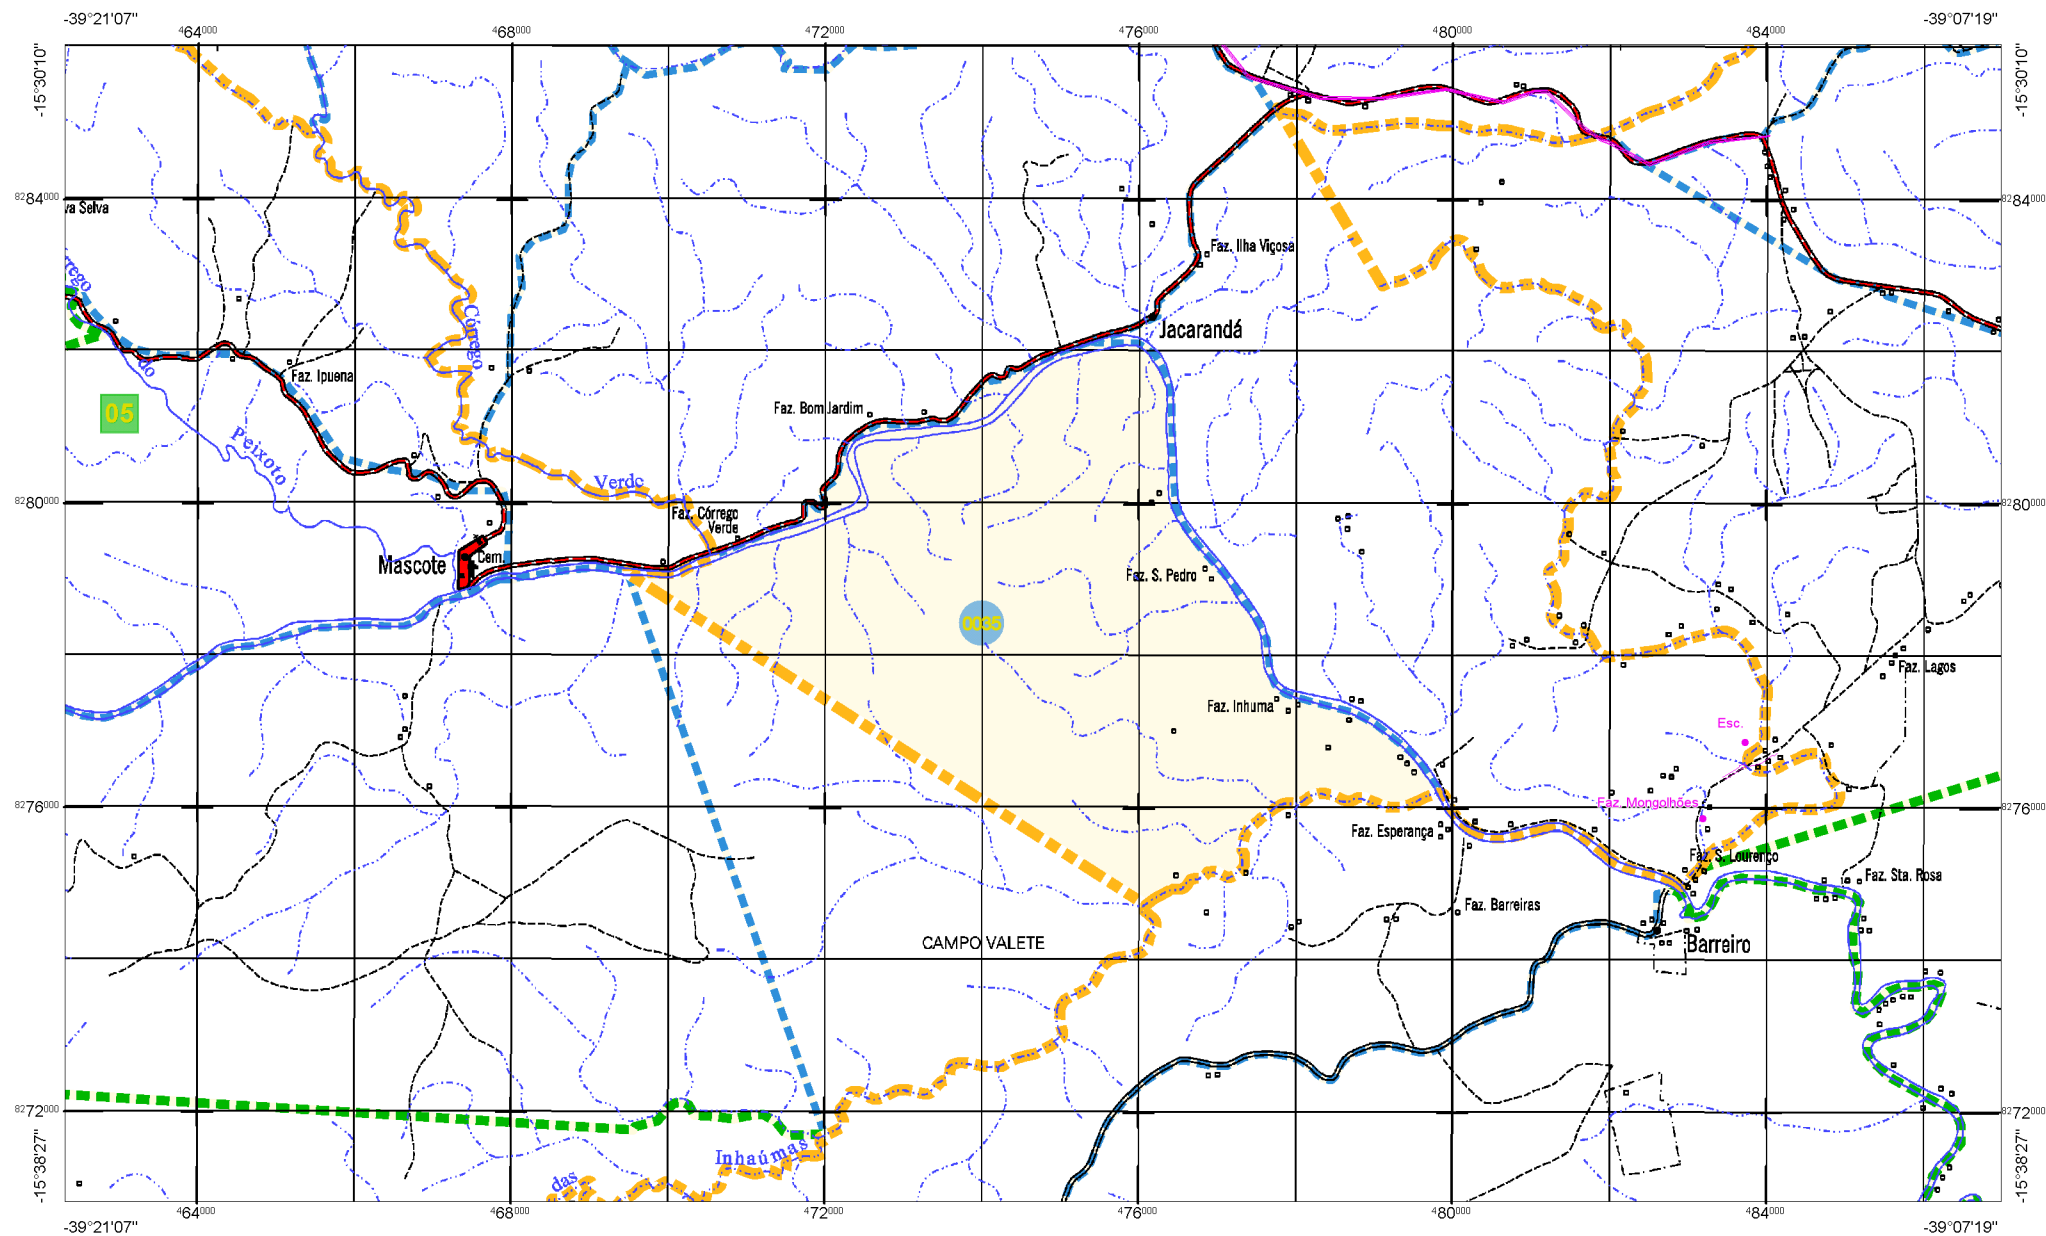 -39°21'07" -39°07'19"
464000 468000 472000 476000 480000 484000
-15°30'10" -15°30'10"
8284000 8284000
va Selva
rrego
do
Peixoto
Faz. Ipuena
05
Córrego
Verde
Faz. Ilha Viçosa
Jacarandá
Faz. Bom Jardim
8280000 8280000
Faz. Córrego
Verde
Mascote
Cem.
Faz. S. Pedro
0035
Faz. Lagos
Faz. Inhuma
Esc.
8276000 8276000
Faz. Mongolhões
Faz. Esperança
Faz. S. Lourenço
Faz. Sta. Rosa
Faz. Barreiras
CAMPO VALETE
Barreiro
8272000 8272000
das
Inhaúmas
-15°38'27" -15°38'27"
464000 468000 472000 476000 480000 484000
-39°21'07" -39°07'19"